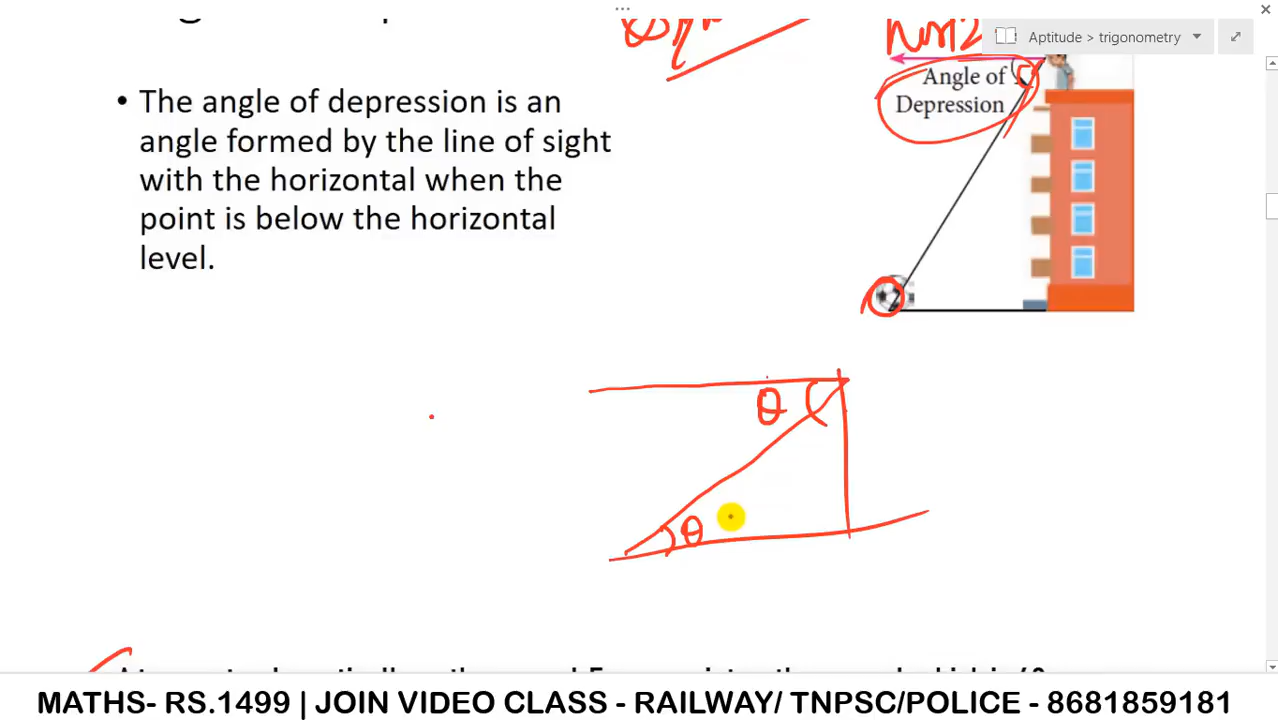 Aptitude > trigonometry
Angle of
Depression
• The angle of depression is an
angle formed by the line of sight
with the horizontal when the
point is below the horizontal
level.
θ
θ
MATHS- RS.1499 | JOIN VIDEO CLASS - RAILWAY/ TNPSC/POLICE - 8681859181